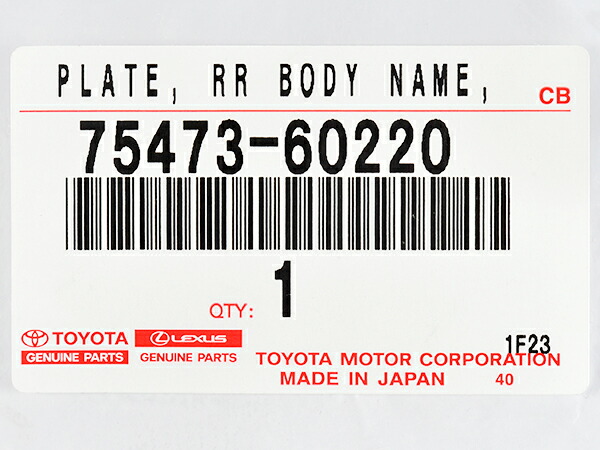 PLATE, RR BODY NAME,
CB
75473-60220
QTY: 1
TOYOTA LEXUS
GENUINE PARTS GENUINE PARTS
1F23
TOYOTA MOTOR CORPORATION
MADE IN JAPAN 40